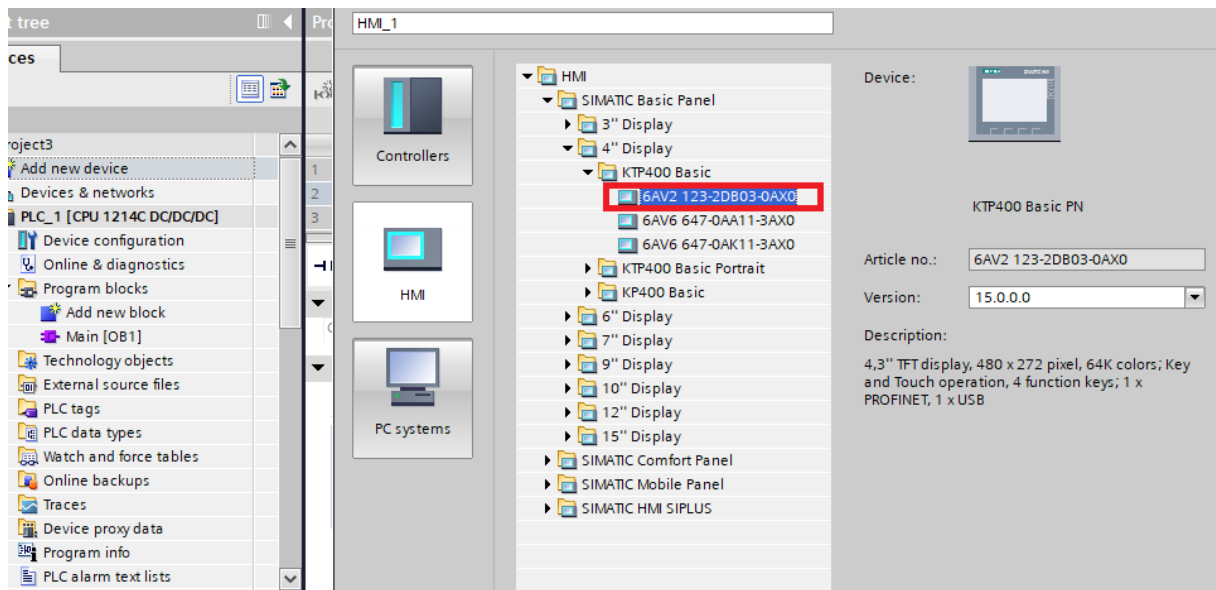 t tree
Pro
HMI_1
ces
roject3
Add new device
Devices & networks
PLC_1 [CPU 1214C DC/DC/DC]
Device configuration
Online & diagnostics
Program blocks
Add new block
Main [OB1]
Technology objects
External source files
PLC tags
PLC data types
Watch and force tables
Online backups
Traces
Device proxy data
Program info
PLC alarm text lists
1
2
3
Controllers
HMI
PC systems
HMI
SIMATIC Basic Panel
3" Display
4" Display
KTP400 Basic
6AV2 123-2DB03-0AX0
6AV6 647-0AA11-3AX0
6AV6 647-0AK11-3AX0
KTP400 Basic Portrait
KP400 Basic
6" Display
7" Display
9" Display
10" Display
12" Display
15" Display
SIMATIC Comfort Panel
SIMATIC Mobile Panel
SIMATIC HMI SIPLUS
Device:
KTP400 Basic PN
Article no.: 6AV2 123-2DB03-0AX0
Version: 15.0.0.0
Description:
4,3" TFT display, 480 x 272 pixel, 64K colors; Key
and Touch operation, 4 function keys; 1 x
PROFINET, 1 x USB